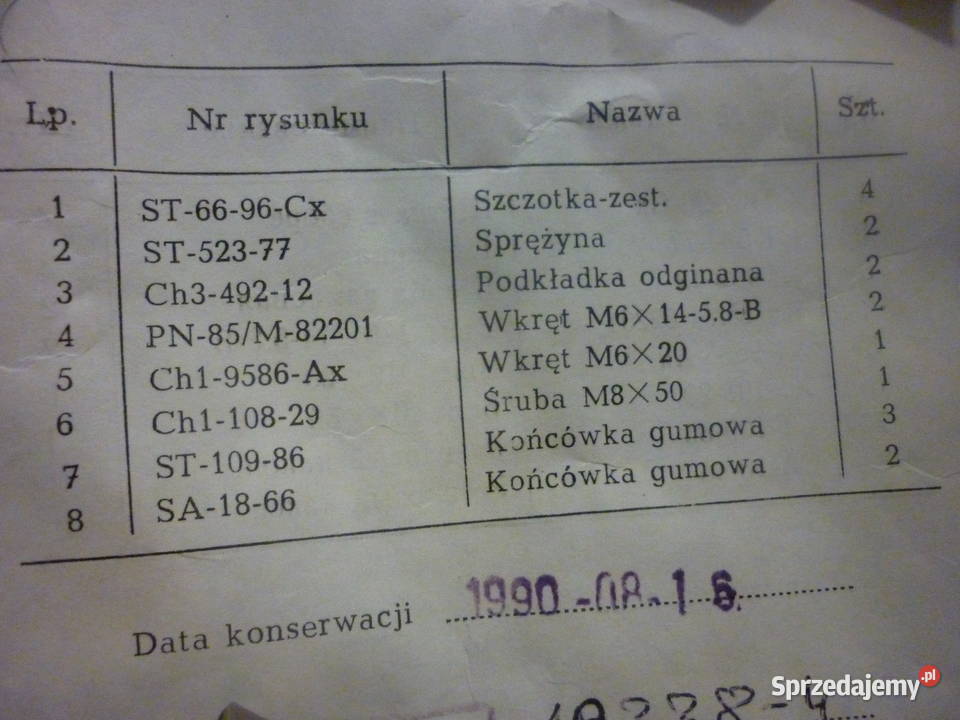 Lp. Nr rysunku Nazwa Szt.
1 ST-66-96-Cx Szczotka-zest. 4
2 ST-523-77 Sprężyna 2
3 Ch3-492-12 Podkładka odginana 2
4 PN-85/M-82201 Wkręt M6×14-5.8-B 2
5 Ch1-9586-Ax Wkręt M6×20 1
6 Ch1-108-29 Śruba M8×50 1
7 ST-109-86 Końcówka gumowa 3
8 SA-18-66 Końcówka gumowa 2
Data konserwacji
Sprzedajemy.pl